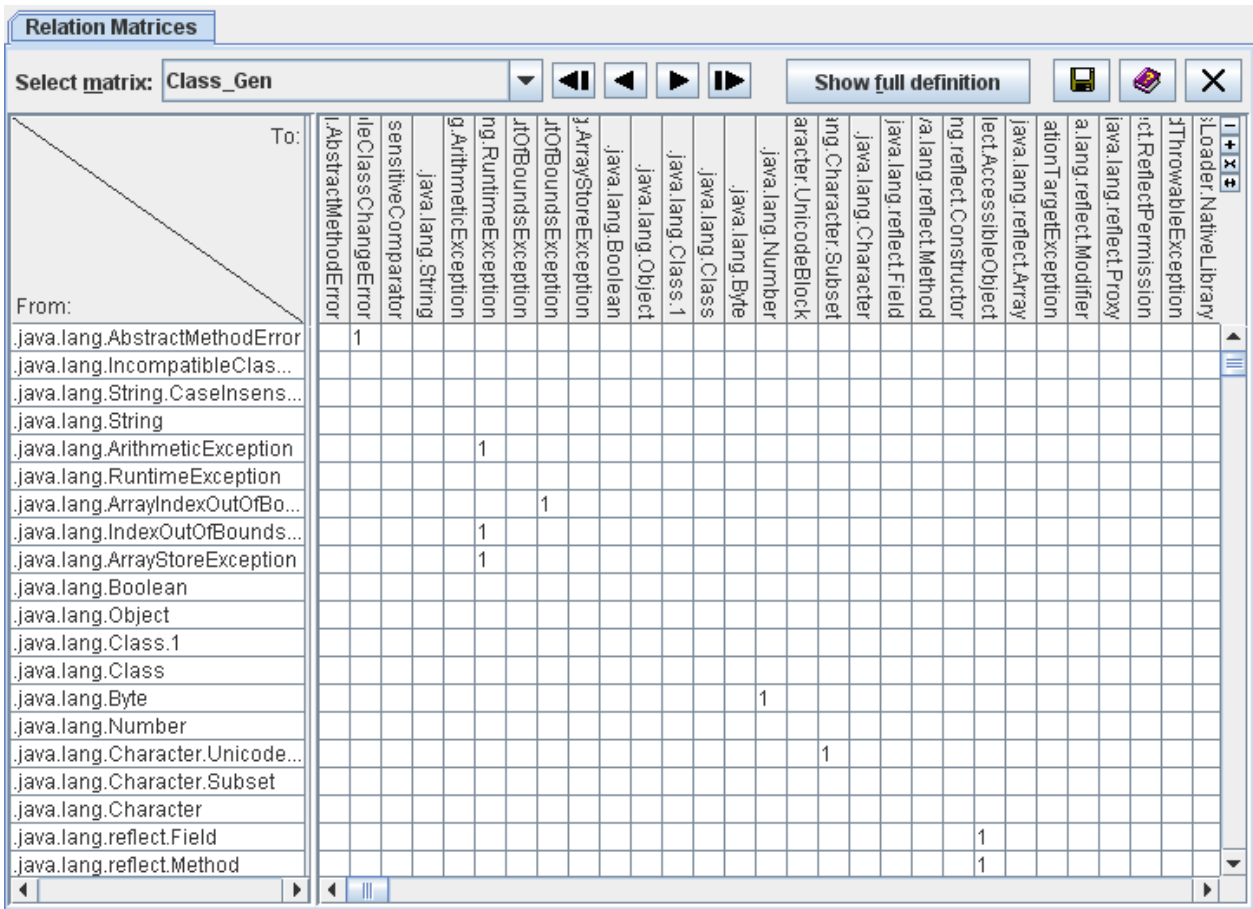 Relation Matrices
Select matrix: Class_Gen Show full definition
To:
From:
.AbstractMethodError
leClassChangeError
sensitiveComparator
.java.lang.String
g.ArithmeticException
ng.RuntimeException
utOfBoundsException
utOfBoundsException
g.ArrayStoreException
.java.lang.Boolean
.java.lang.Object
.java.lang.Class.1
.java.lang.Class
.java.lang.Byte
.java.lang.Number
aracter.UnicodeBlock
ang.Character.Subset
.java.lang.Character
java.lang.reflect.Field
va.lang.reflect.Method
ng.reflect.Constructor
lect.AccessibleObject
java.lang.reflect.Array
ationTargetException
a.lang.reflect.Modifier
java.lang.reflect.Proxy
ct.ReflectPermission
dThrowableException
sLoader.NativeLibrary
.java.lang.AbstractMethodError 1
.java.lang.IncompatibleClas...
.java.lang.String.CaseInsens...
.java.lang.String
.java.lang.ArithmeticException 1
.java.lang.RuntimeException
.java.lang.ArrayIndexOutOfBo... 1
.java.lang.IndexOutOfBounds... 1
.java.lang.ArrayStoreException 1
.java.lang.Boolean
.java.lang.Object
.java.lang.Class.1
.java.lang.Class
.java.lang.Byte 1
.java.lang.Number
.java.lang.Character.Unicode... 1
.java.lang.Character.Subset
.java.lang.Character
.java.lang.reflect.Field 1
.java.lang.reflect.Method 1